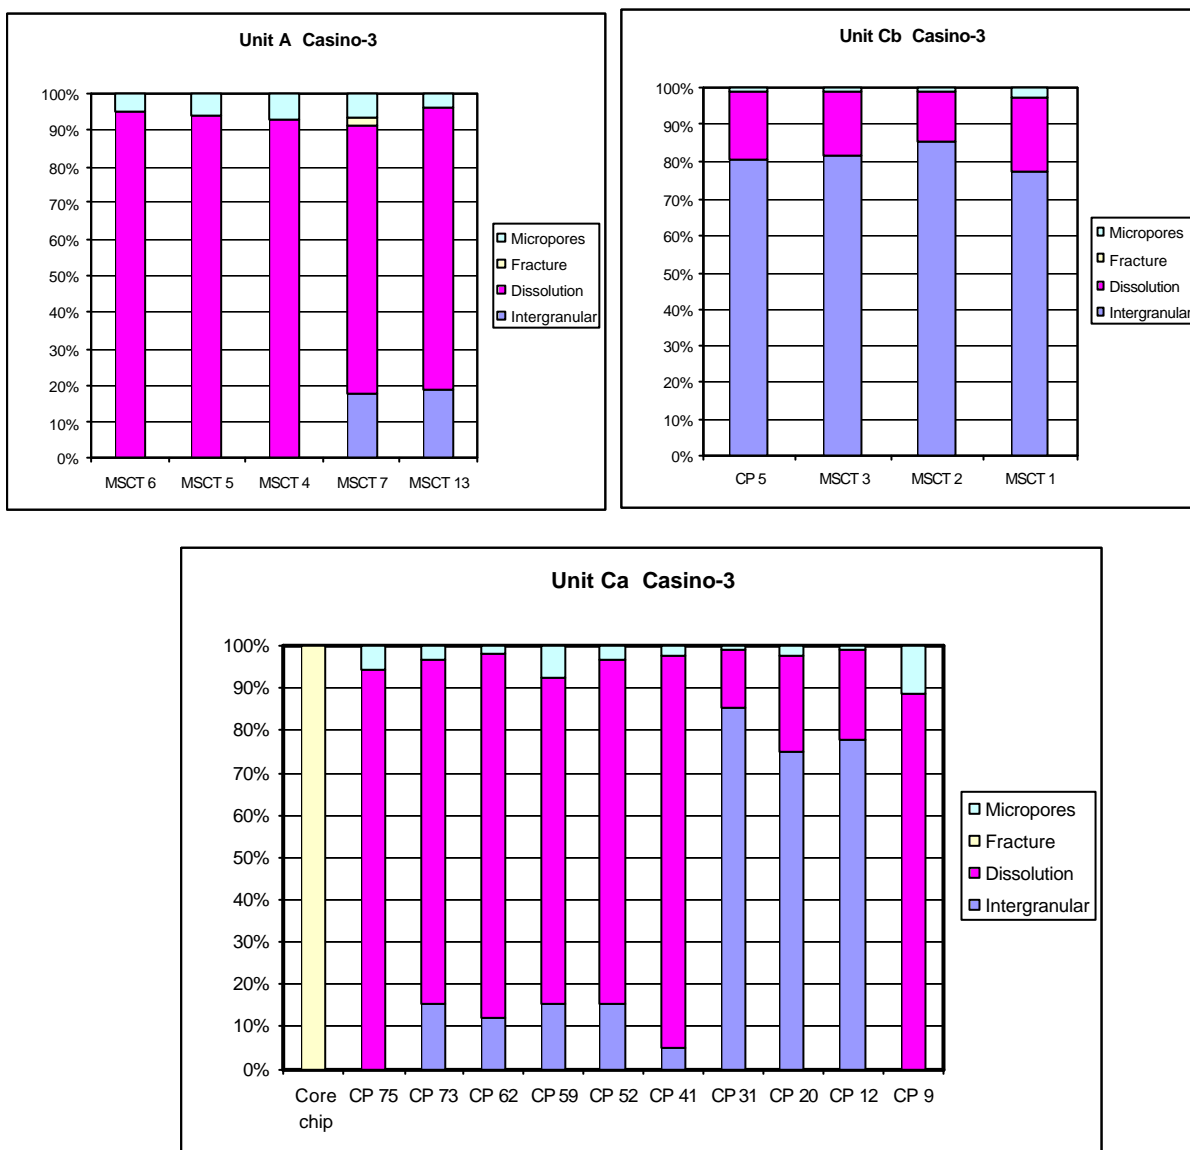 Unit A Casino-3
100%
90%
80%
70%
60%
50%
40%
30%
20%
10%
0%
MSCT 6 MSCT 5 MSCT 4 MSCT 7 MSCT 13
Micropores
Fracture
Dissolution
Intergranular
Unit Cb Casino-3
100%
90%
80%
70%
60%
50%
40%
30%
20%
10%
0%
CP 5 MSCT 3 MSCT 2 MSCT 1
Micropores
Fracture
Dissolution
Intergranular
Unit Ca Casino-3
100%
90%
80%
70%
60%
50%
40%
30%
20%
10%
0%
Core CP 75 CP 73 CP 62 CP 59 CP 52 CP 41 CP 31 CP 20 CP 12 CP 9
chip
Micropores
Fracture
Dissolution
Intergranular